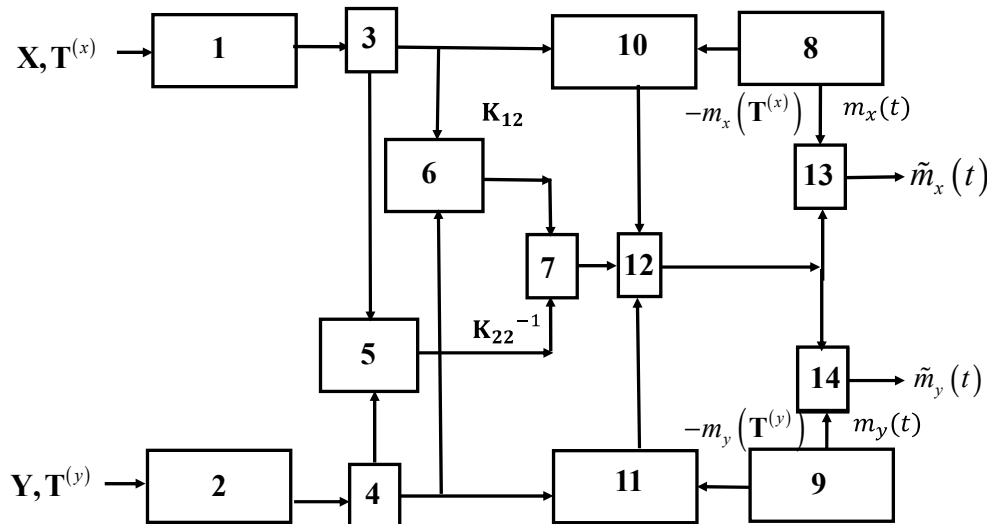 X, T^(x)
1
3
10
8
−m_x(T^(x))
m_x(t)
K₁₂
6
13
m̃_x(t)
7
12
K₂₂⁻¹
5
14
m̃_y(t)
−m_y(T^(y))
m_y(t)
Y, T^(y)
2
4
11
9